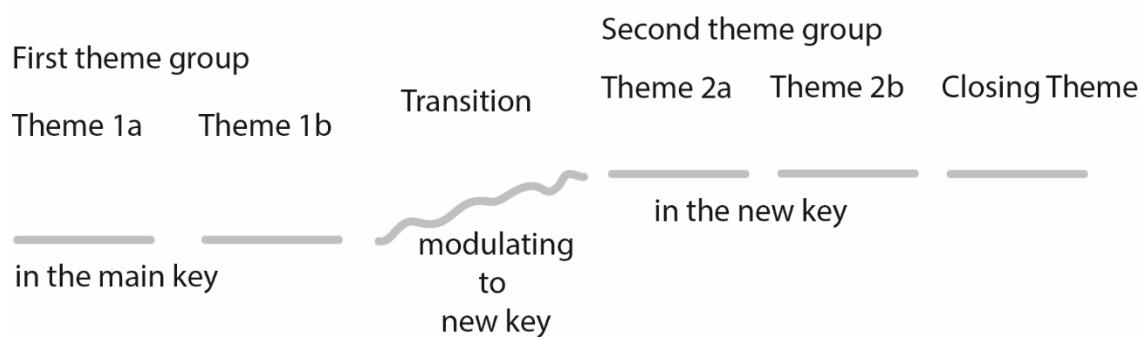 First theme group
Theme 1a
Theme 1b
in the main key
Transition
modulating
to
new key
Second theme group
Theme 2a
Theme 2b
Closing Theme
in the new key